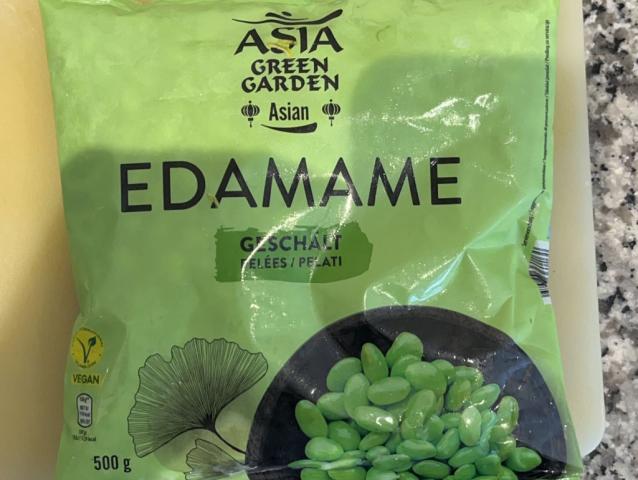 ASIA
GREEN
GARDEN
Asian
EDAMAME
GESCHÄLT
PELÉES / PELATI
V
VEGAN
500 g